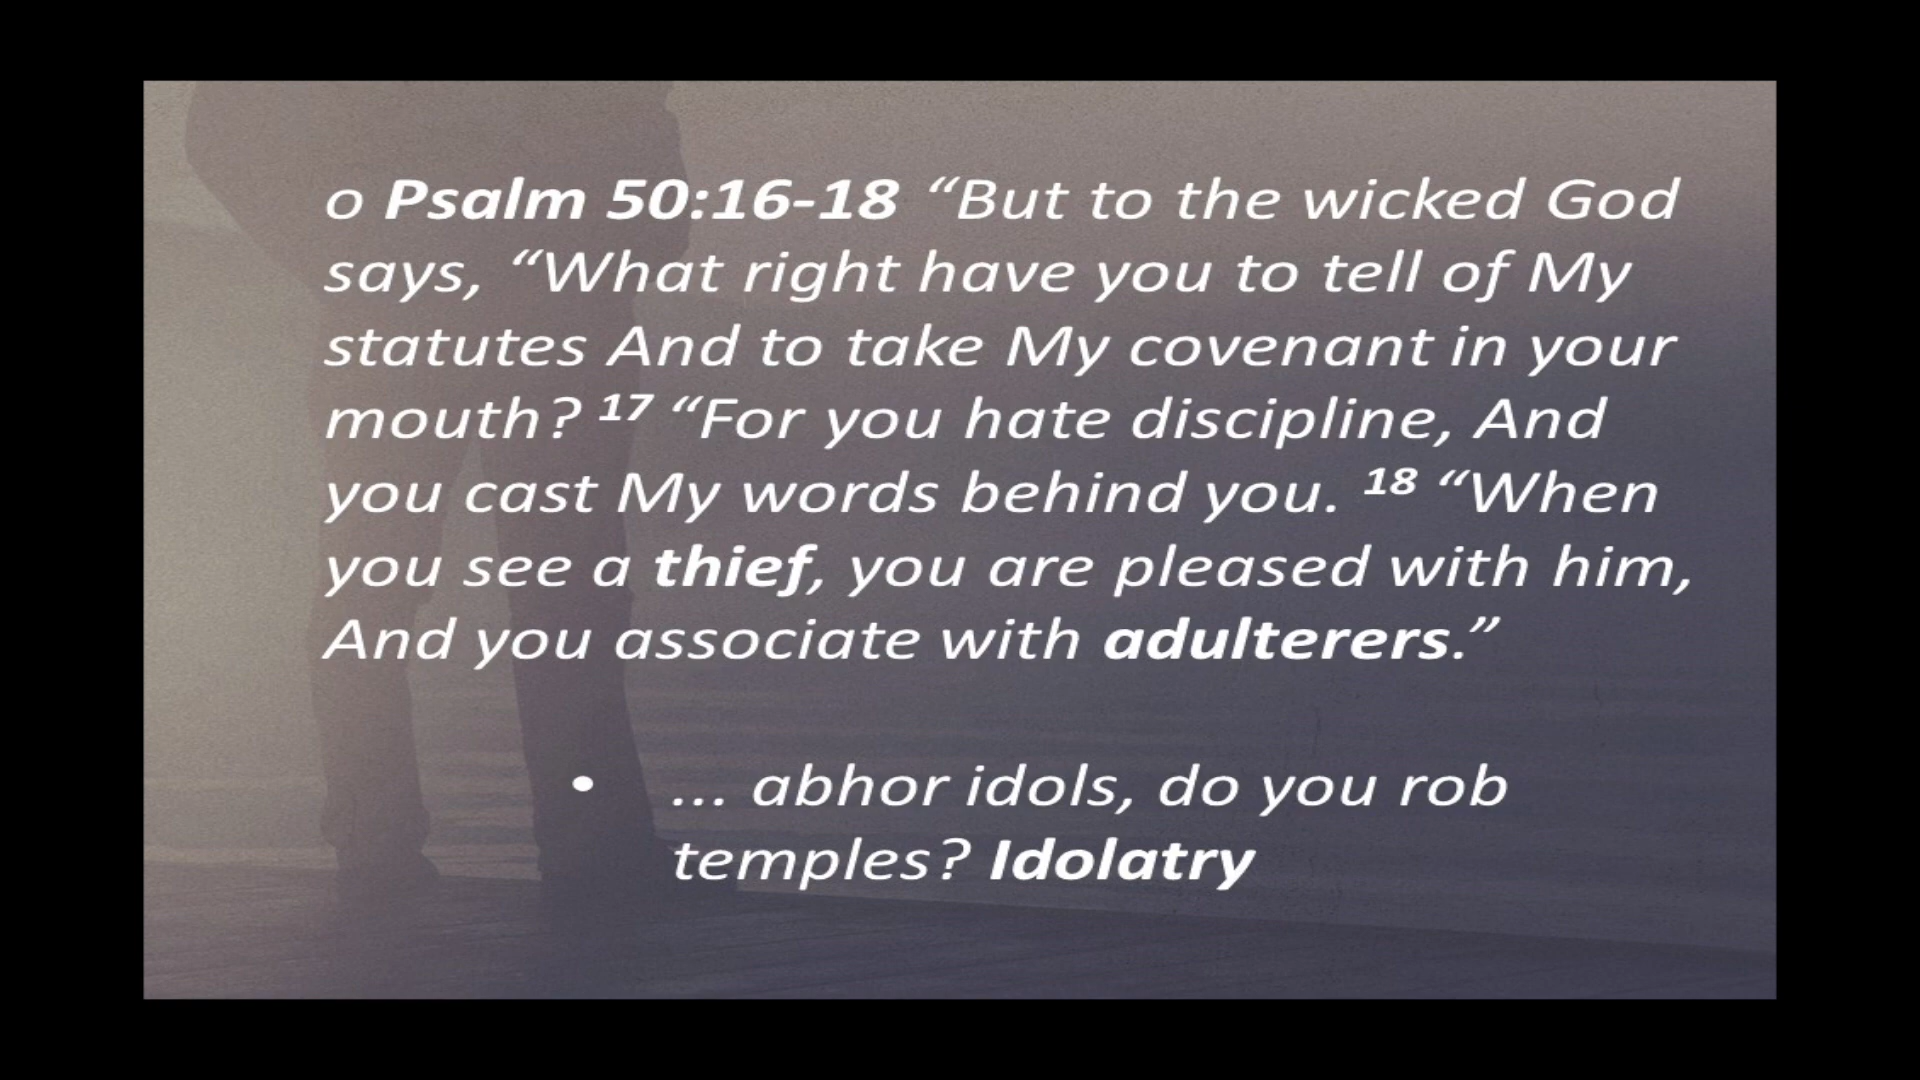 o Psalm 50:16-18 “But to the wicked God
says, “What right have you to tell of My
statutes And to take My covenant in your
mouth? 17 “For you hate discipline, And
you cast My words behind you. 18 “When
you see a thief, you are pleased with him,
And you associate with adulterers.”
• ... abhor idols, do you rob
temples? Idolatry